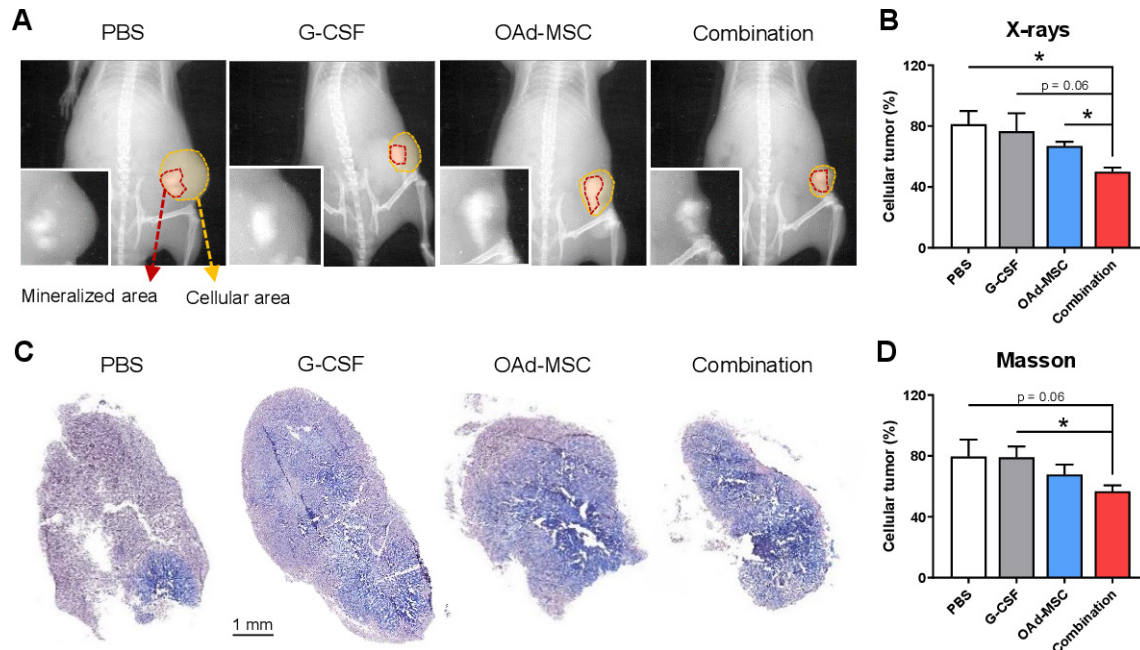 A
PBS
G-CSF
OAd-MSC
Combination
Mineralized area
Cellular area
B
X-rays
Cellular tumor (%)
120
80
40
0
*
p = 0.06
*
PBS
G-CSF
OAd-MSC
Combination
C
PBS
G-CSF
OAd-MSC
Combination
1 mm
D
Masson
Cellular tumor (%)
120
80
40
0
p = 0.06
*
PBS
G-CSF
OAd-MSC
Combination